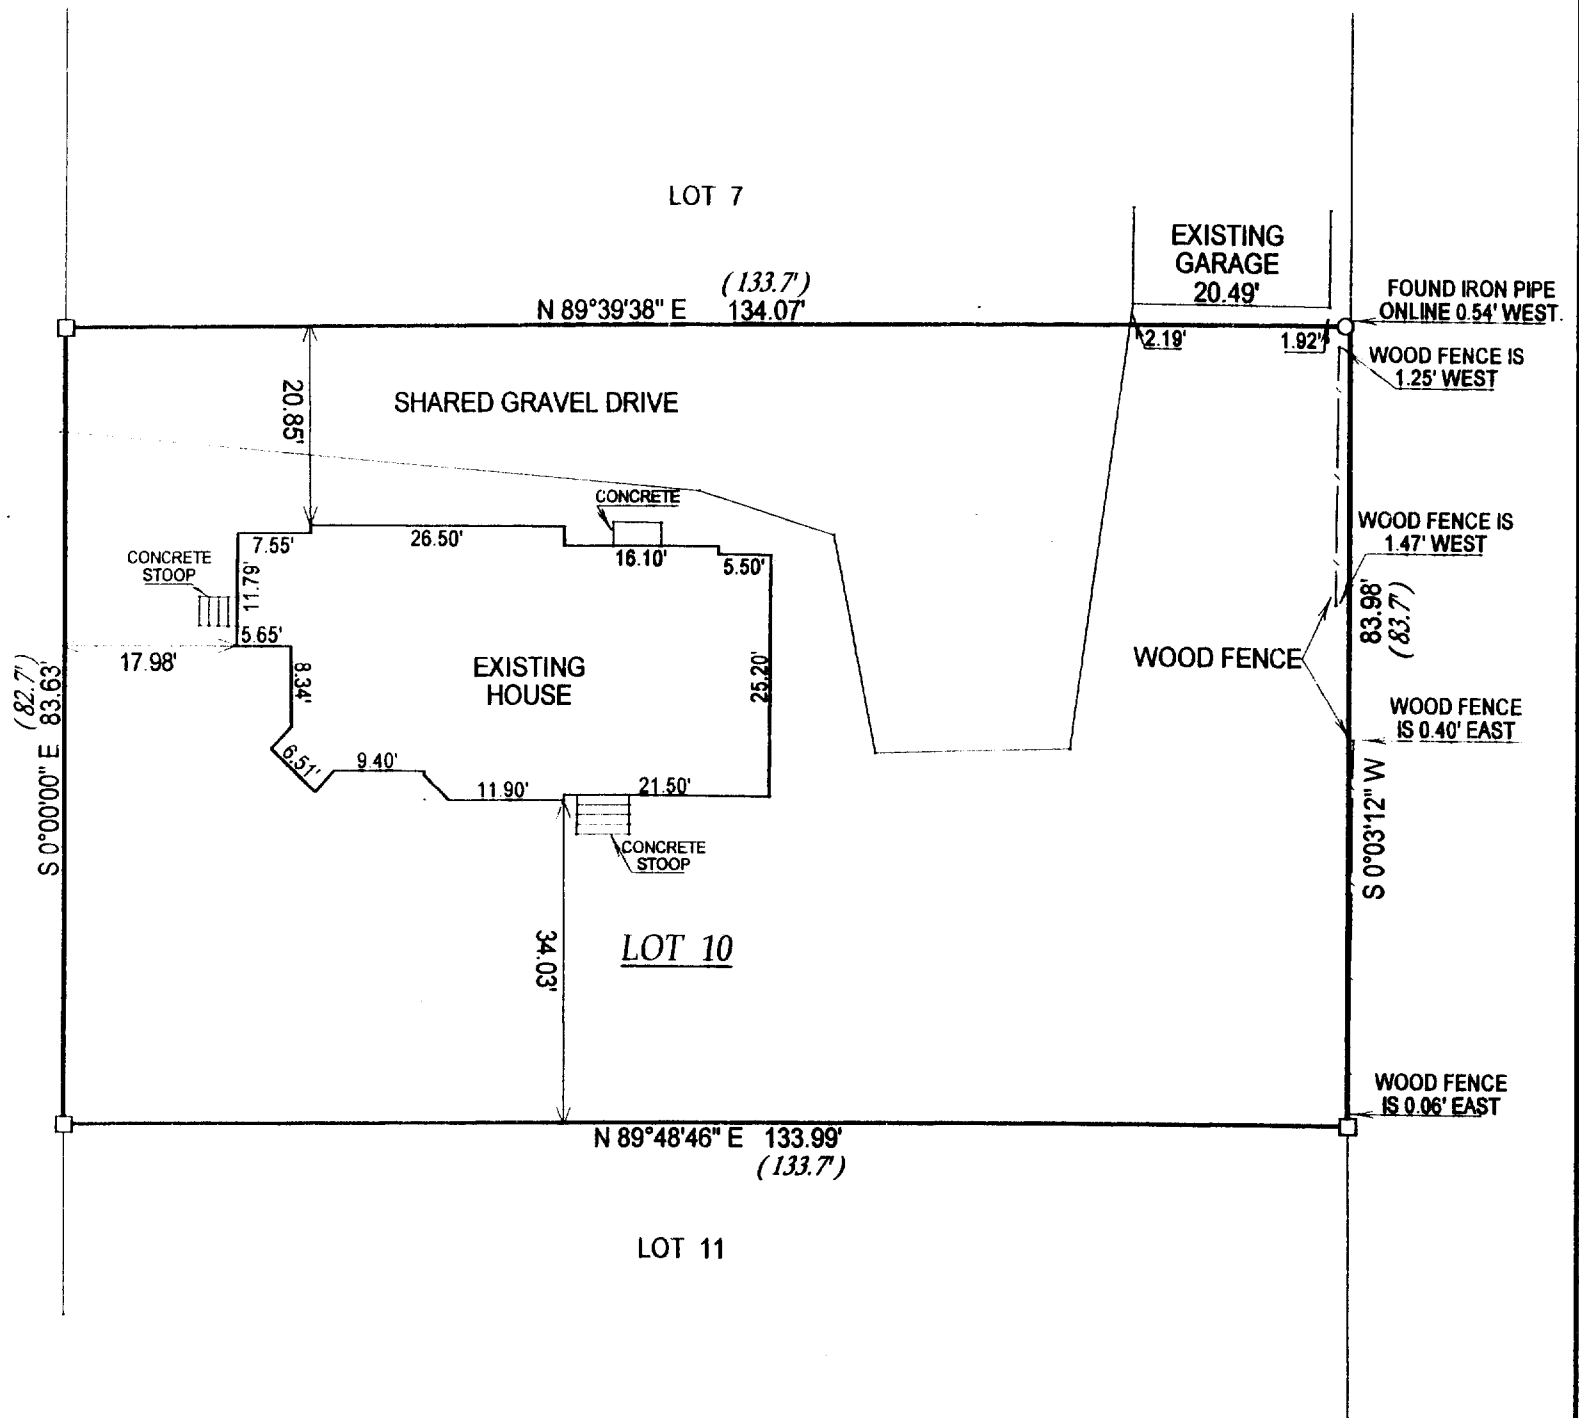 LOT 7
EXISTING
GARAGE
20.49'
(133.7')
N 89°39'38" E 134.07'
FOUND IRON PIPE
ONLINE 0.54' WEST.
2.19'
1.92'
WOOD FENCE IS
1.25' WEST
20.85'
SHARED GRAVEL DRIVE
CONCRETE
WOOD FENCE IS
1.47' WEST
7.55'
26.50'
16.10'
5.50'
CONCRETE
STOOP
11.79'
83.98'
(83.7')
5.65'
17.98'
8.34'
EXISTING
HOUSE
25.20'
WOOD FENCE
(82.7')
S 0°00'00" E 83.63'
WOOD FENCE
IS 0.40' EAST
6.51'
9.40'
11.90'
21.50'
S 0°03'12" W
CONCRETE
STOOP
34.03'
LOT 10
WOOD FENCE
IS 0.06' EAST
N 89°48'46" E 133.99'
(133.7')
LOT 11